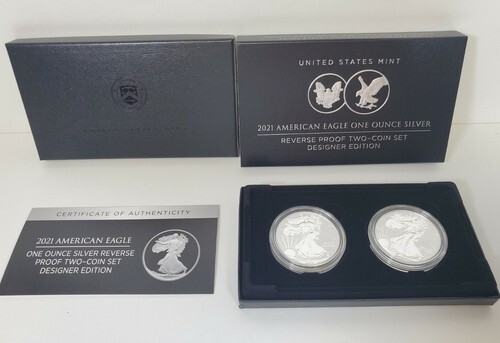 UNITED STATES MINT
2021 AMERICAN EAGLE ONE OUNCE SILVER
REVERSE PROOF TWO-COIN SET
DESIGNER EDITION
CERTIFICATE OF AUTHENTICITY
2021 AMERICAN EAGLE
ONE OUNCE SILVER REVERSE
PROOF TWO-COIN SET
DESIGNER EDITION